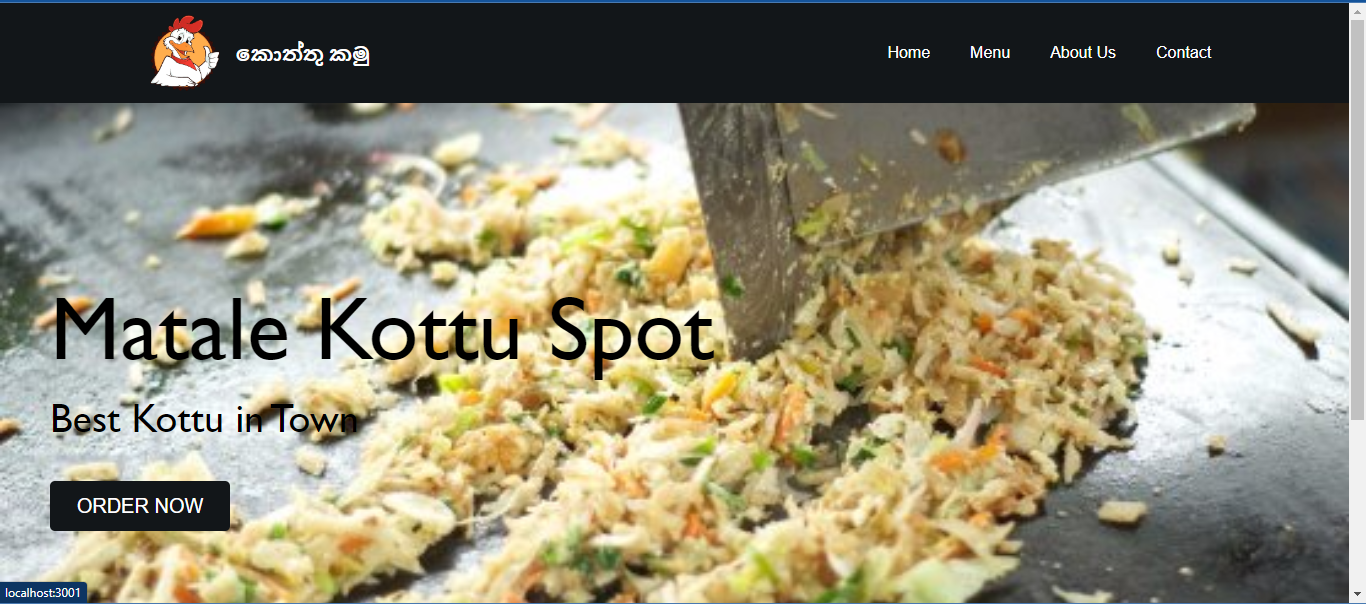 කොත්තු කමු
Home Menu About Us Contact
Matale Kottu Spot
Best Kottu in Town
ORDER NOW
localhost:3001